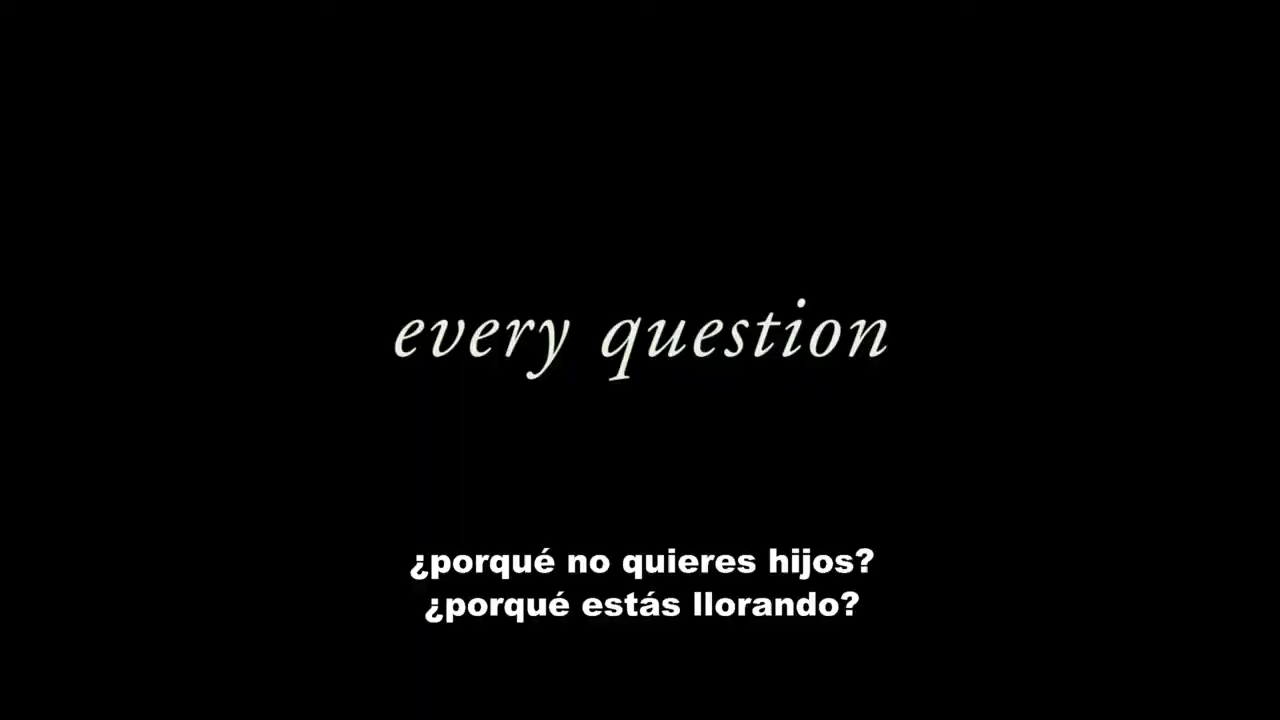 every question
¿porqué no quieres hijos?
¿porqué estás llorando?